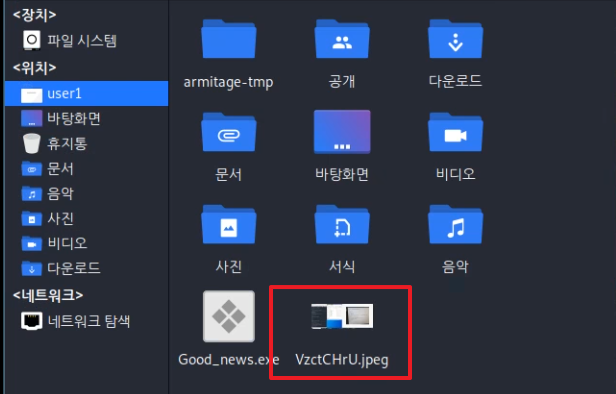 <장치>
파일 시스템
<위치>
user1
바탕화면
휴지통
문서
음악
사진
비디오
다운로드
<네트워크>
네트워크 탐색
armitage-tmp
공개
다운로드
문서
바탕화면
비디오
사진
서식
음악
Good_news.exe
VzctCHrU.jpeg